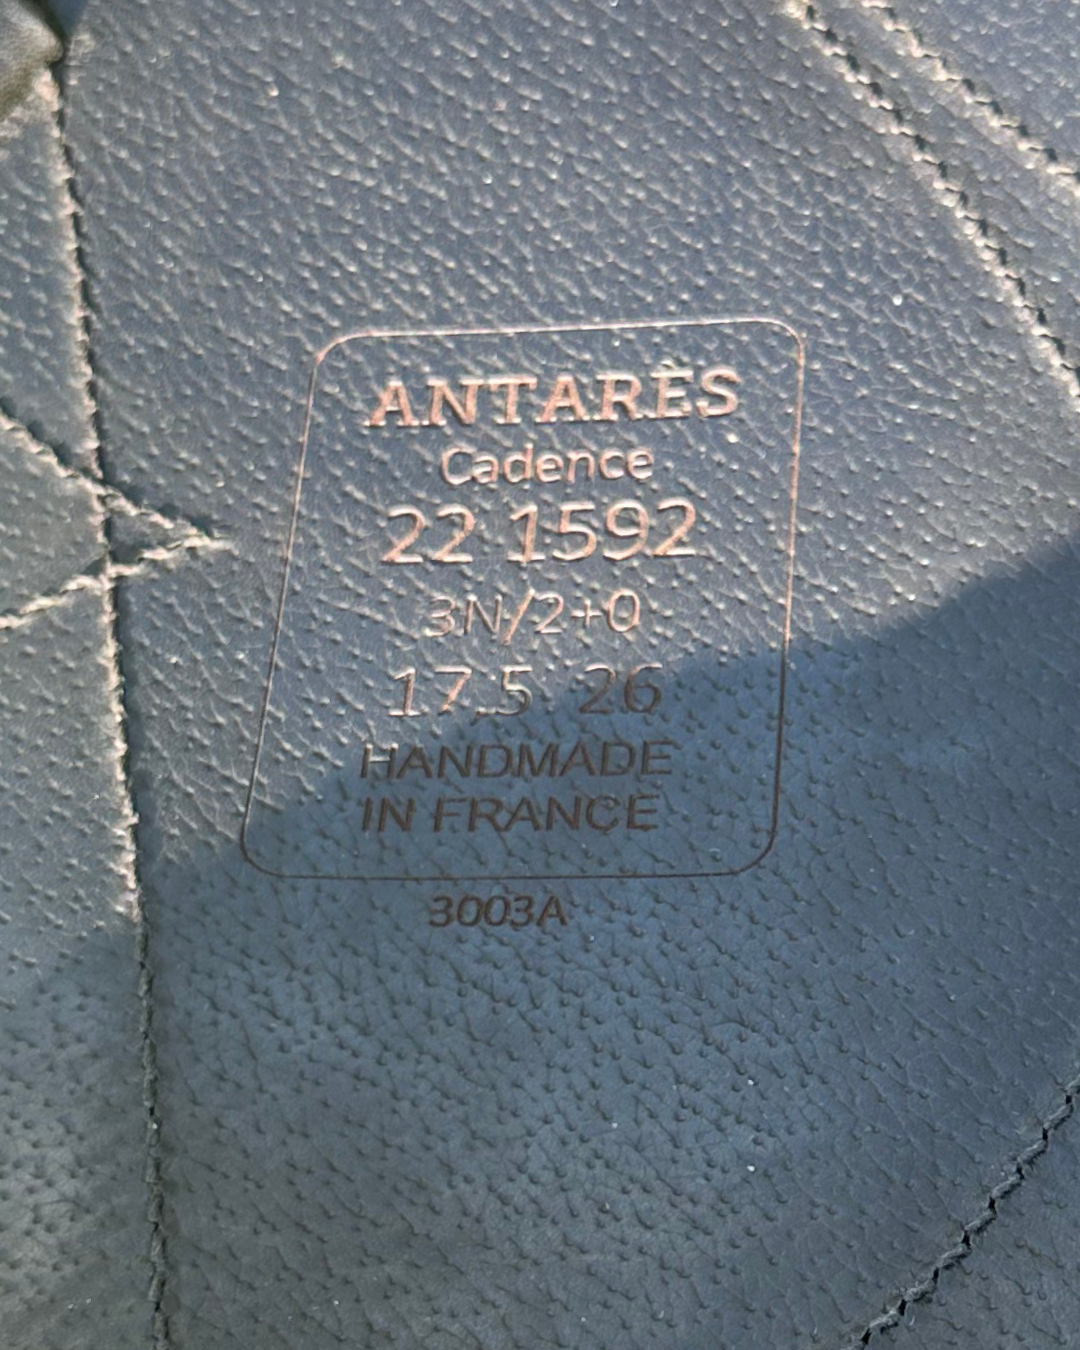 ANTARÈS
Cadence
22 1592
3N/2+0
17.5 26
HANDMADE
IN FRANCE
3003A